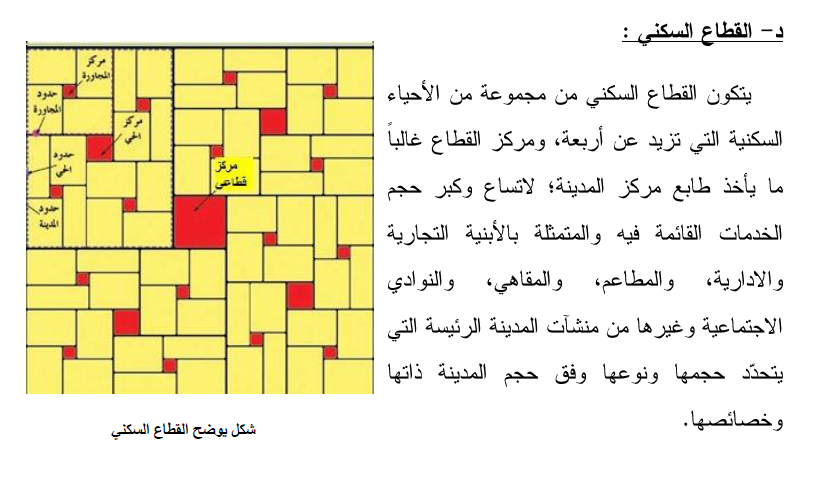 د- القطاع السكني :
يتكون القطاع السكني من مجموعة من الأحياء
السكنية التي تزيد عن أربعة، ومركز القطاع غالباً
ما يأخذ طابع مركز المدينة؛ لاتساع وكبر حجم
الخدمات القائمة فيه والمتمثلة بالأبنية التجارية
والادارية، والمطاعم، والمقاهي، والنوادي
الاجتماعية وغيرها من منشآت المدينة الرئيسة التي
يتحدّد حجمها ونوعها وفق حجم المدينة ذاتها
وخصائصها.
مركز
المجاورة
حدود
المجاورة
مركز
الحي
حدود
الحي
مركز
قطاعي
حدود
المدينة
شكل يوضح القطاع السكني